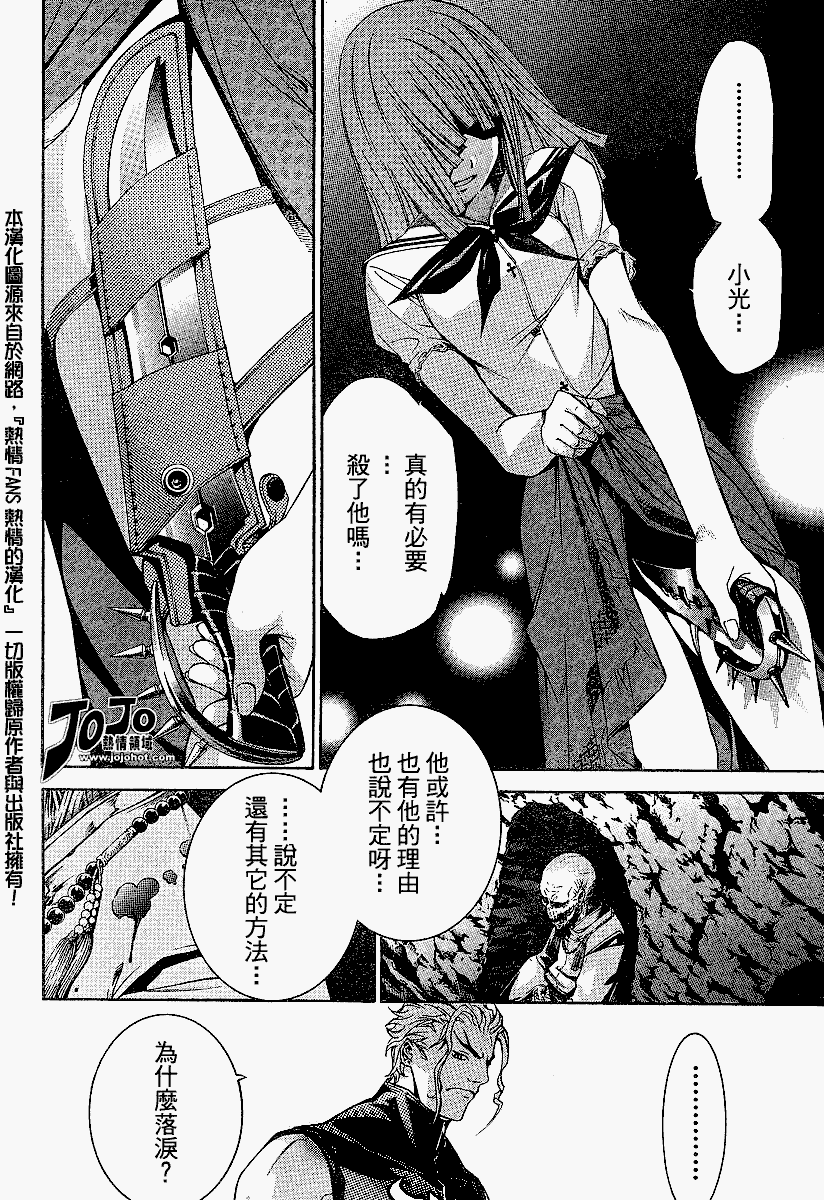 ………
小光…
真的有必要
…
殺了他嗎…
他或許…
也有他的理由
也說不定呀…
……說不定
還有其它的方法…
………
為什麼落淚？
本漢化圖源來自於網路，『熱情FANS熱情的漢化』一切版權歸原作者與出版社擁有！
JOJO
熱情領域
www.jojohot.com